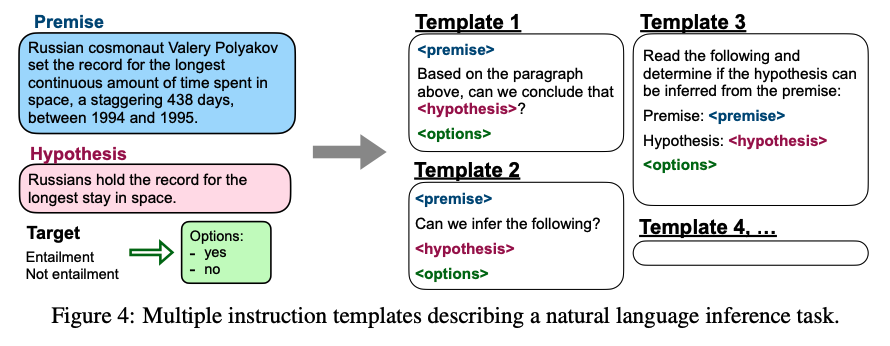 Premise
Russian cosmonaut Valery Polyakov
set the record for the longest
continuous amount of time spent in
space, a staggering 438 days,
between 1994 and 1995.
Hypothesis
Russians hold the record for the
longest stay in space.
Target
Entailment
Not entailment
Options:
- yes
- no
Template 1
<premise>
Based on the paragraph
above, can we conclude that
<hypothesis>?
<options>
Template 2
<premise>
Can we infer the following?
<hypothesis>
<options>
Template 3
Read the following and
determine if the hypothesis can
be inferred from the premise:
Premise: <premise>
Hypothesis: <hypothesis>
<options>
Template 4, …
Figure 4: Multiple instruction templates describing a natural language inference task.